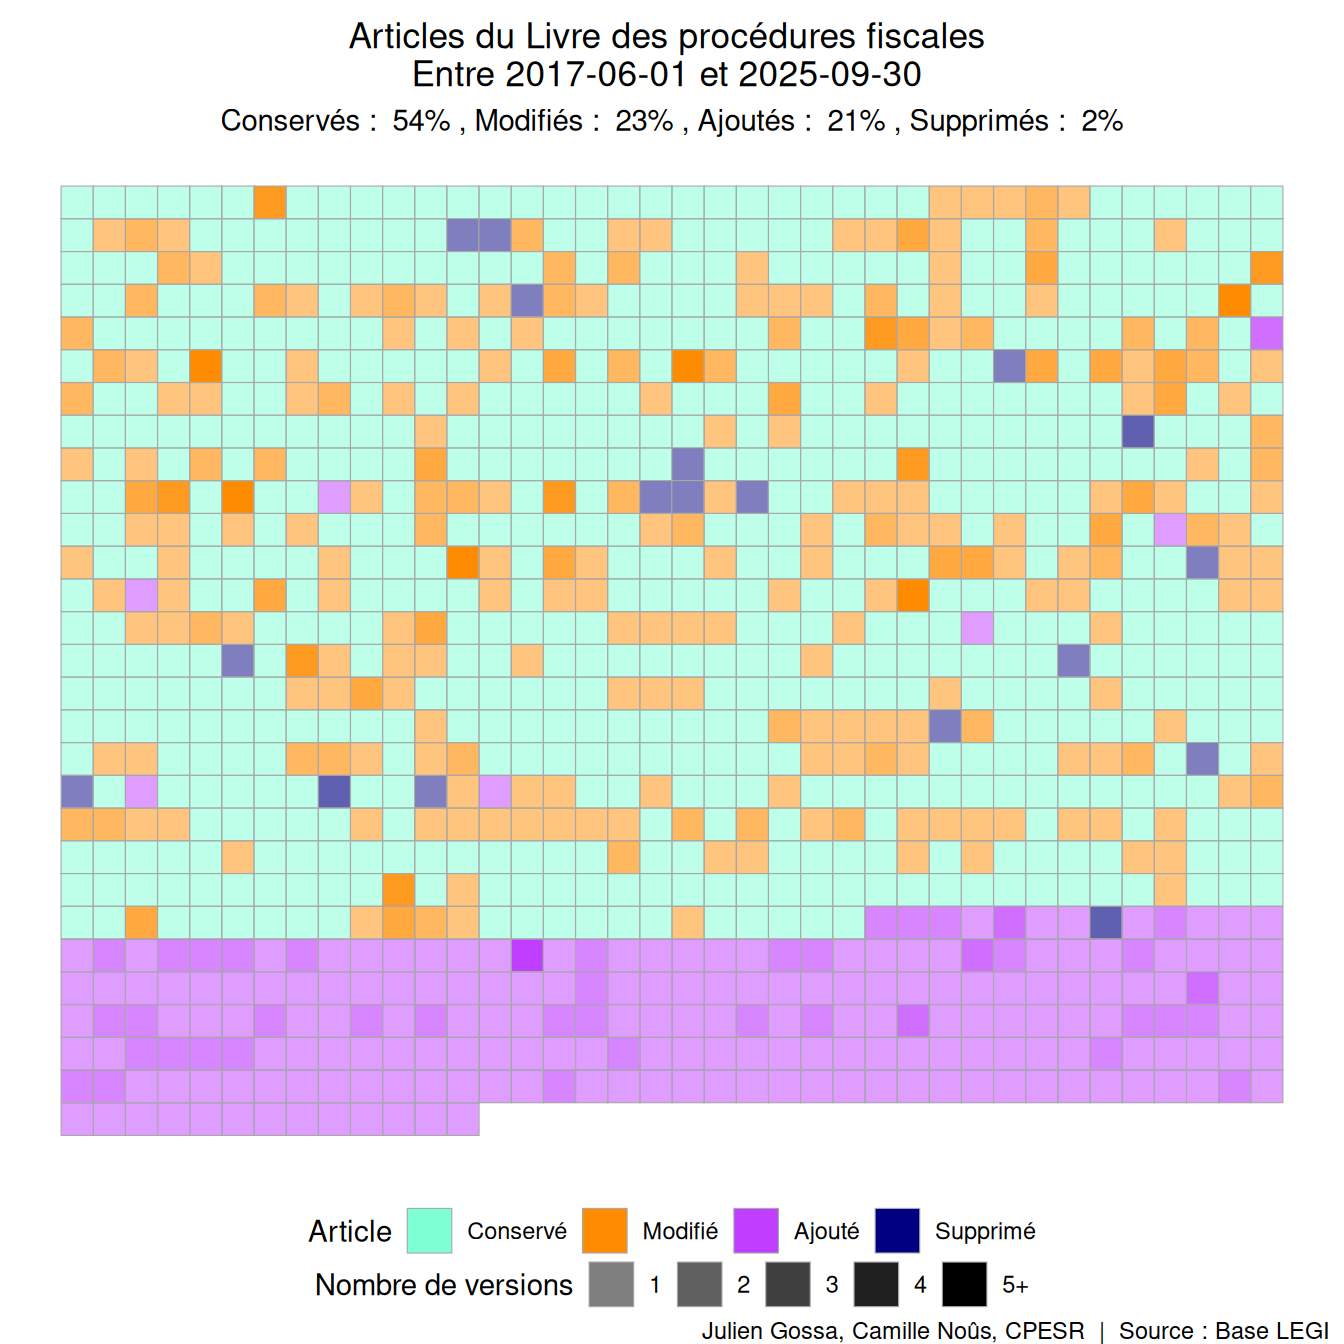 Articles du Livre des procédures fiscales
Entre 2017-06-01 et 2025-09-30
Conservés :  54% , Modifiés :  23% , Ajoutés :  21% , Supprimés :  2%
Article Conservé Modifié Ajouté Supprimé
Nombre de versions 1 2 3 4 5+
Julien Gossa, Camille Noûs, CPESR | Source : Base LEGI